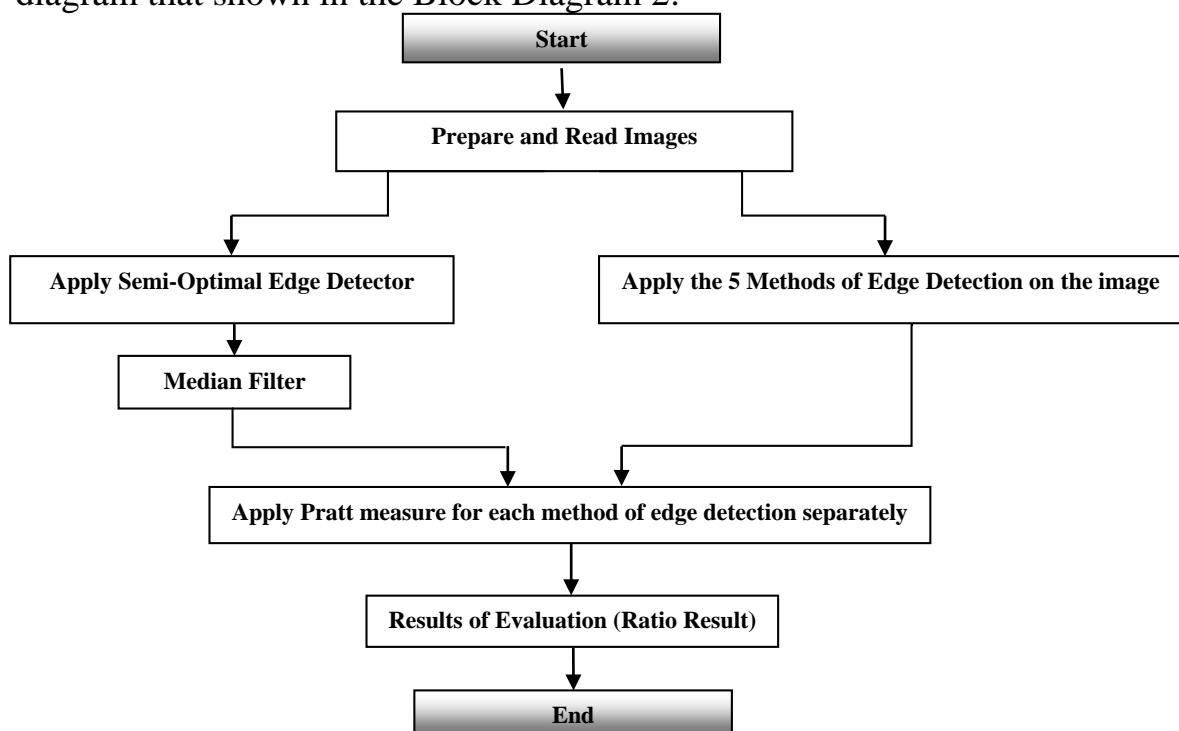 diagram that shown in the Block Diagram 2.
Start
Prepare and Read Images
Apply Semi-Optimal Edge Detector
Apply the 5 Methods of Edge Detection on the image
Median Filter
Apply Pratt measure for each method of edge detection separately
Results of Evaluation (Ratio Result)
End